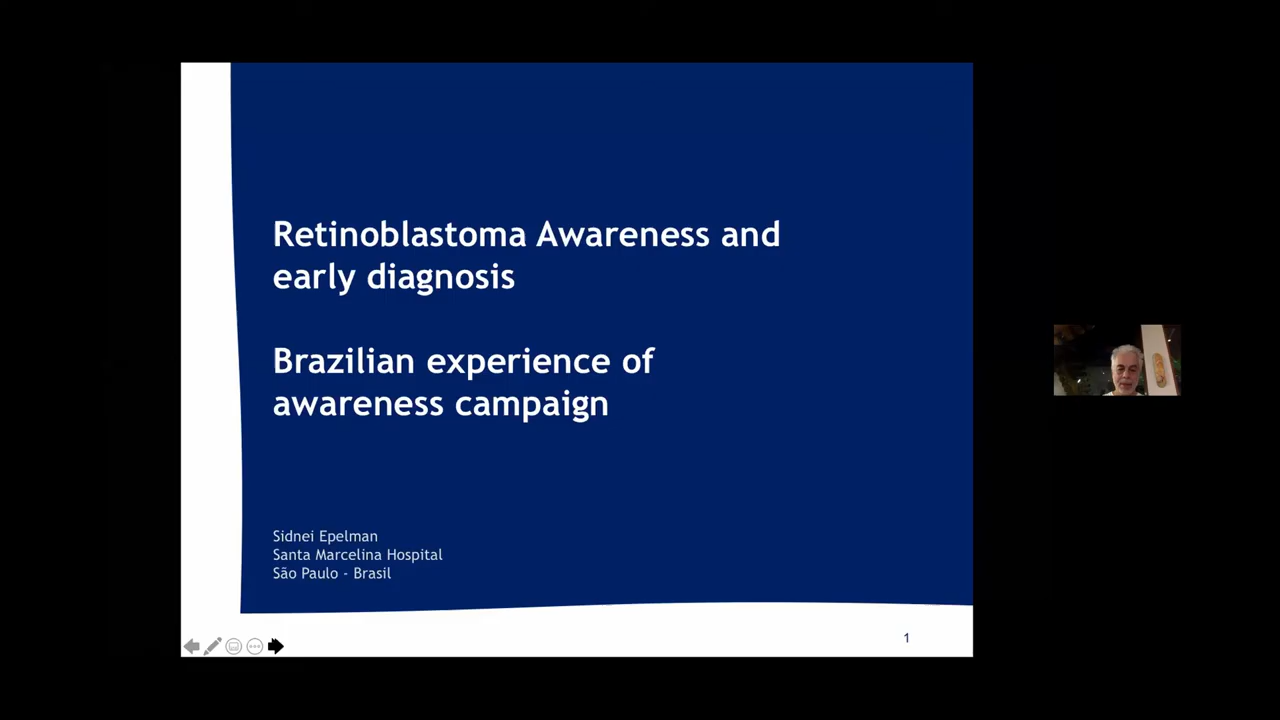 Retinoblastoma Awareness and
early diagnosis
Brazilian experience of
awareness campaign
Sidnei Epelman
Santa Marcelina Hospital
São Paulo - Brasil
1